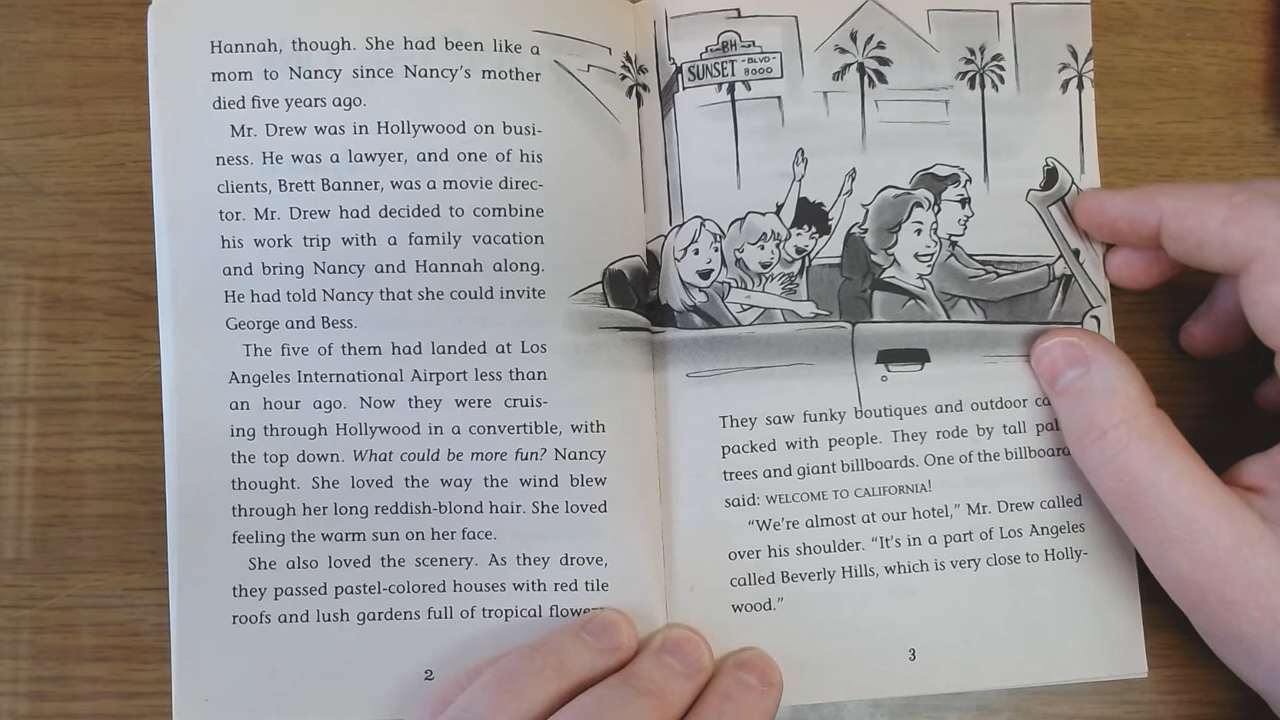 Hannah, though. She had been like a
mom to Nancy since Nancy's mother
died five years ago.
Mr. Drew was in Hollywood on busi-
ness. He was a lawyer, and one of his
clients, Brett Banner, was a movie direc-
tor. Mr. Drew had decided to combine
his work trip with a family vacation
and bring Nancy and Hannah along.
He had told Nancy that she could invite
George and Bess.
The five of them had landed at Los
Angeles International Airport less than
an hour ago. Now they were cruis-
ing through Hollywood in a convertible, with
the top down. What could be more fun? Nancy
thought. She loved the way the wind blew
through her long reddish-blond hair. She loved
feeling the warm sun on her face.
She also loved the scenery. As they drove,
they passed pastel-colored houses with red tile
roofs and lush gardens full of tropical flowers
2
BH
SUNSET -BLVD- 8000
They saw funky boutiques and outdoor
packed with people. They rode by tall
trees and giant billboards. One of the billboards
said: WELCOME TO CALIFORNIA!
"We're almost at our hotel," Mr. Drew called
over his shoulder. "It's in a part of Los Angeles
called Beverly Hills, which is very close to Holly-
wood."
3